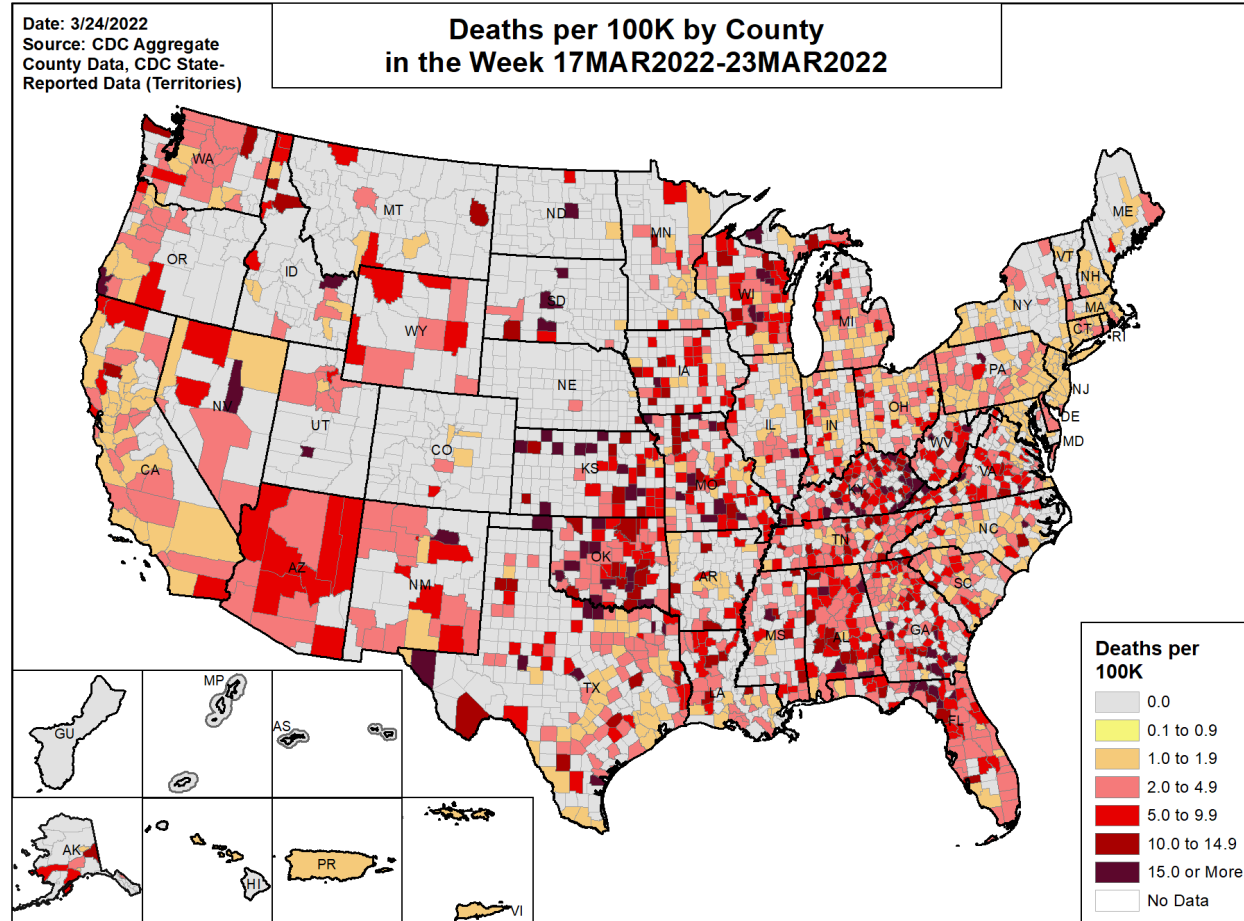 Date: 3/24/2022
Source: CDC Aggregate
County Data, CDC State-
Reported Data (Territories)
Deaths per 100K by County
in the Week 17MAR2022-23MAR2022
WA
MT
ND
MN
ME
OR
ID
SD
WI
MI
VT
NH
NY
MA
CT
RI
WY
IA
NE
PA
NJ
NV
UT
CO
IL
IN
OH
DE
MD
WV
CA
KS
MO
KY
VA
AZ
NM
OK
AR
TN
NC
SC
MS
AL
GA
TX
LA
FL
GU
MP
AS
AK
HI
PR
VI
Deaths per
100K
0.0
0.1 to 0.9
1.0 to 1.9
2.0 to 4.9
5.0 to 9.9
10.0 to 14.9
15.0 or More
No Data